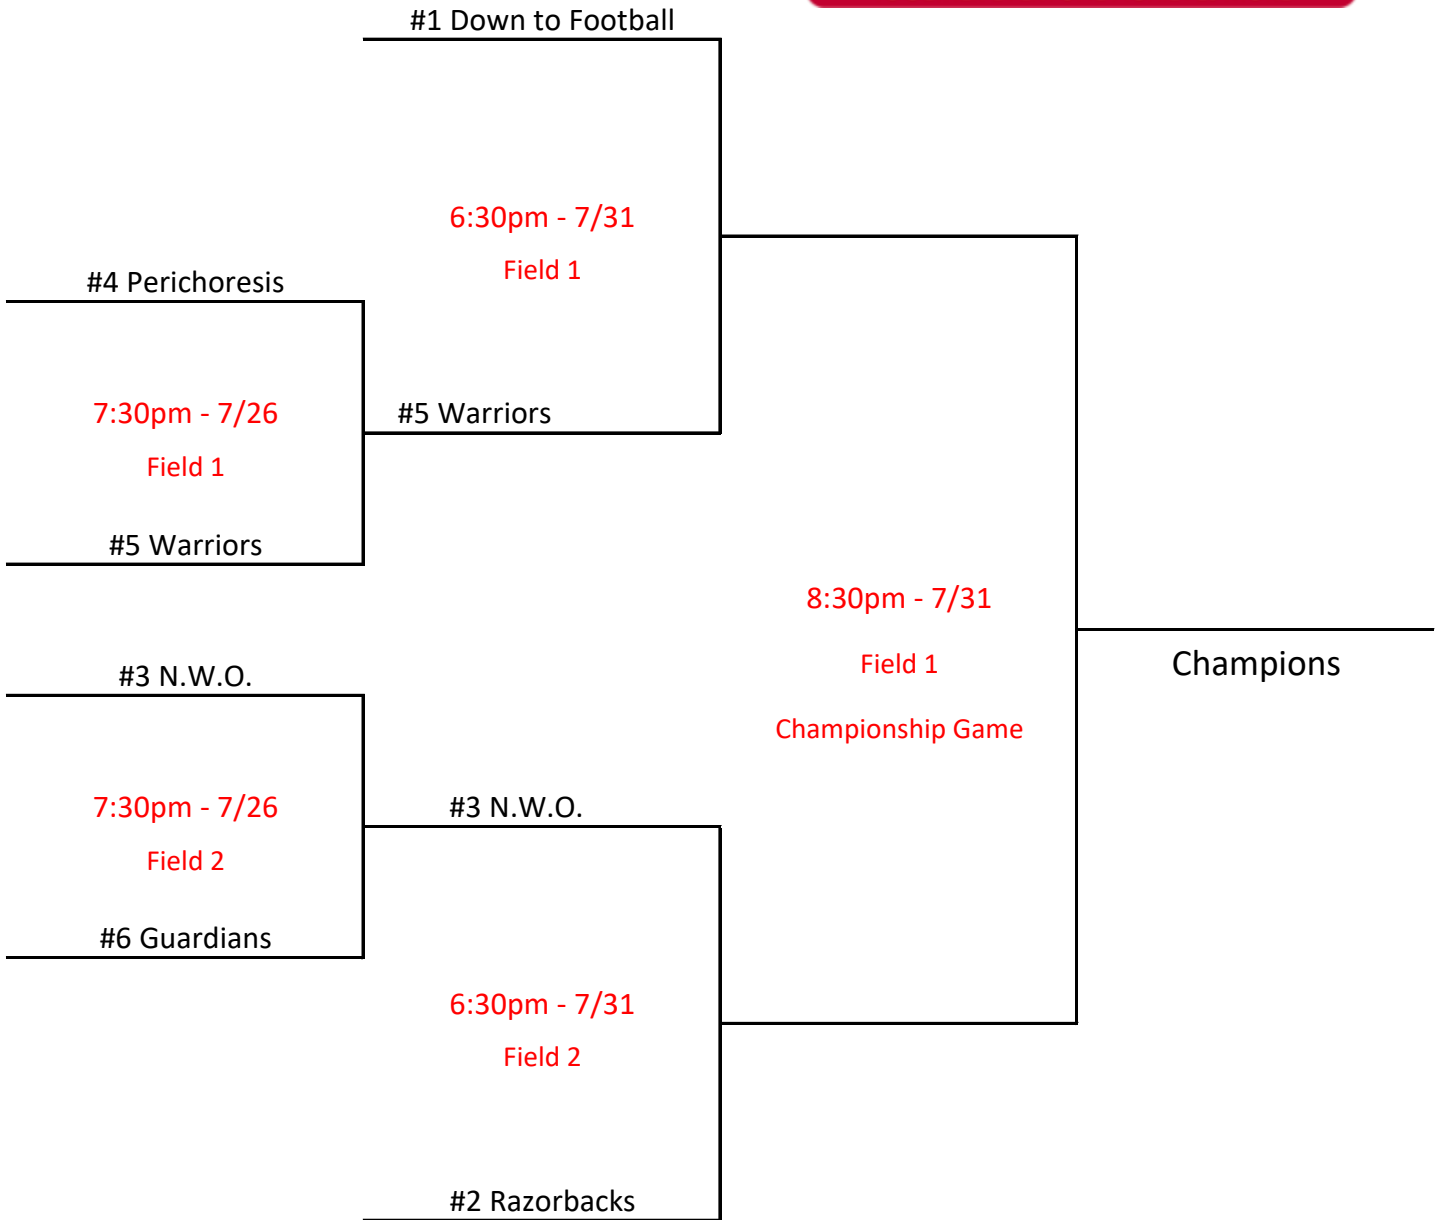 #1 Down to Football
6:30pm - 7/31
Field 1
#4 Perichoresis
7:30pm - 7/26
Field 1
#5 Warriors
#5 Warriors
8:30pm - 7/31
Field 1
Championship Game
Champions
#3 N.W.O.
7:30pm - 7/26
Field 2
#3 N.W.O.
#6 Guardians
6:30pm - 7/31
Field 2
#2 Razorbacks